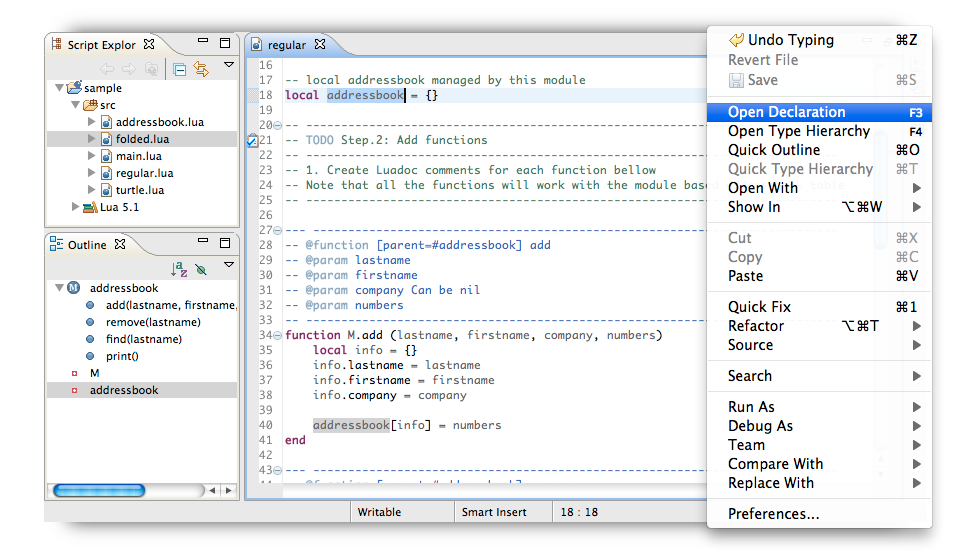 Script Explor
sample
src
addressbook.lua
folded.lua
main.lua
regular.lua
turtle.lua
Lua 5.1
Outline
a
z
M
addressbook
add(lastname, firstname,
remove(lastname)
find(lastname)
print()
M
addressbook
regular
16
17 -- local addressbook managed by this module
18 local addressbook = {}
19
20 -- ------------------------------------------------------
21 -- TODO Step.2: Add functions
22 -- ------------------------------------------------------
23 -- 1. Create Luadoc comments for each function bellow
24 -- Note that all the functions will work with the module based
25 -- ------------------------------------------------------
26
27 -- ------------------------------------------------------
28 -- @function [parent=#addressbook] add
29 -- @param lastname
30 -- @param firstname
31 -- @param company Can be nil
32 -- @param numbers
33 -- ------------------------------------------------------
34 function M.add (lastname, firstname, company, numbers)
35 local info = {}
36 info.lastname = lastname
37 info.firstname = firstname
38 info.company = company
39
40 addressbook[info] = numbers
41 end
42
43 -- ------------------------------------------------------
Writable
Smart Insert
18 : 18
Undo Typing ⌘Z
Revert File
Save ⌘S
Open Declaration F3
Open Type Hierarchy F4
Quick Outline ⌘O
Quick Type Hierarchy ⌘T
Open With
Show In ⌥⌘W
Cut ⌘X
Copy ⌘C
Paste ⌘V
Quick Fix ⌘1
Refactor ⌥⌘T
Source
Search
Run As
Debug As
Team
Compare With
Replace With
Preferences...